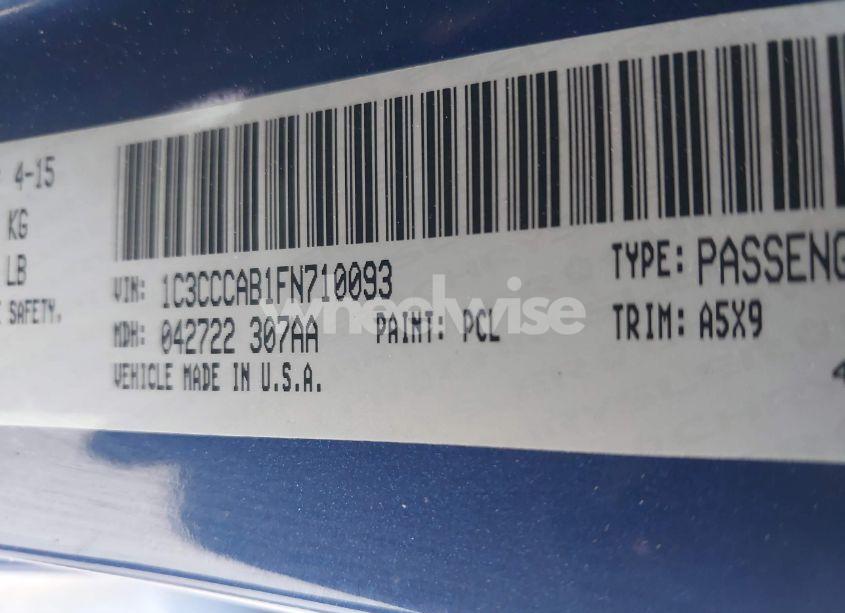 4-15
KG
LB
SAFETY.
VIN: 1C3CCCAB1FN710093
MDH: 042722 307AA
PAINT: PCL
VEHICLE MADE IN U.S.A.
TYPE: PASSENG
TRIM: A5X9
4
wheelwise